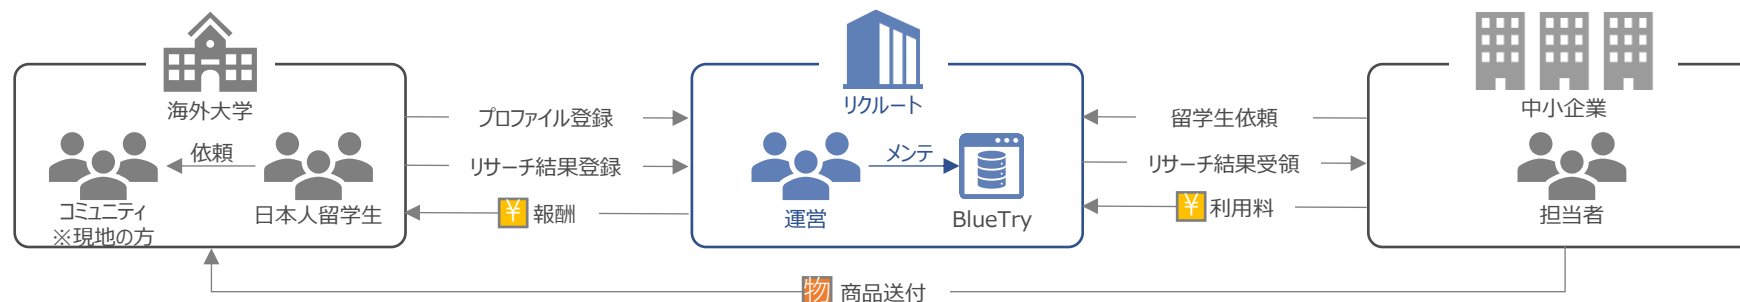 海外大学
依頼
コミュニティ
※現地の方
日本人留学生
プロファイル登録
リサーチ結果登録
¥ 報酬
リクルート
メンテ
運営
BlueTry
留学生依頼
リサーチ結果受領
¥ 利用料
中小企業
担当者
物 商品送付